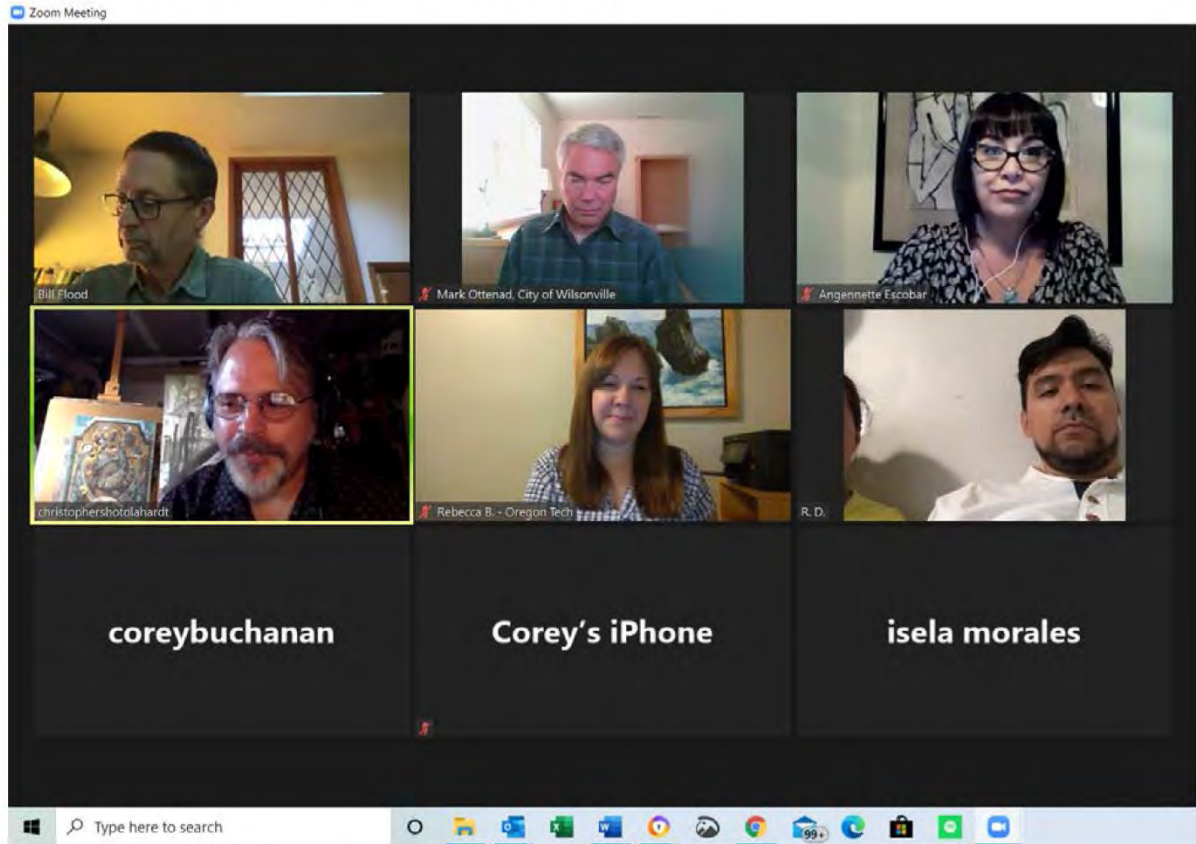 Zoom Meeting
Bill Flood
Mark Ottenad, City of Wilsonville
Angennette Escobar
christophershotolahardt
Rebecca B. - Oregon Tech
R. D.
coreybuchanan
Corey's iPhone
isela morales
Type here to search
99+